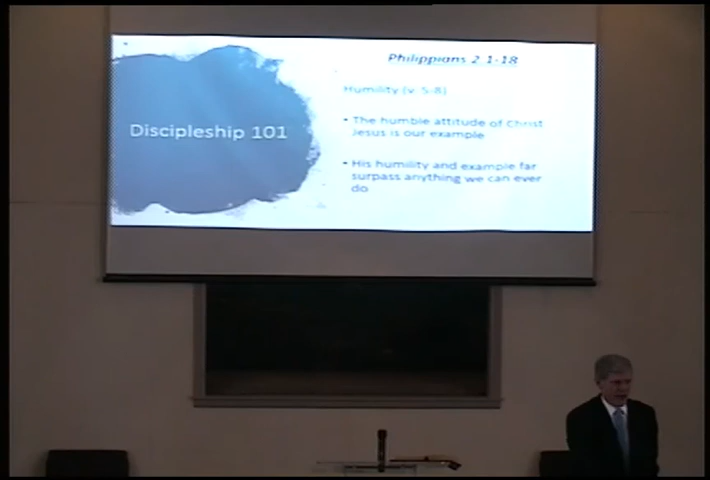 Philippians 2 1-18
Discipleship 101
Humility (v. 5-8)
• The humble attitude of Christ
Jesus is our example
• His humility and example far
surpass anything we can ever
do